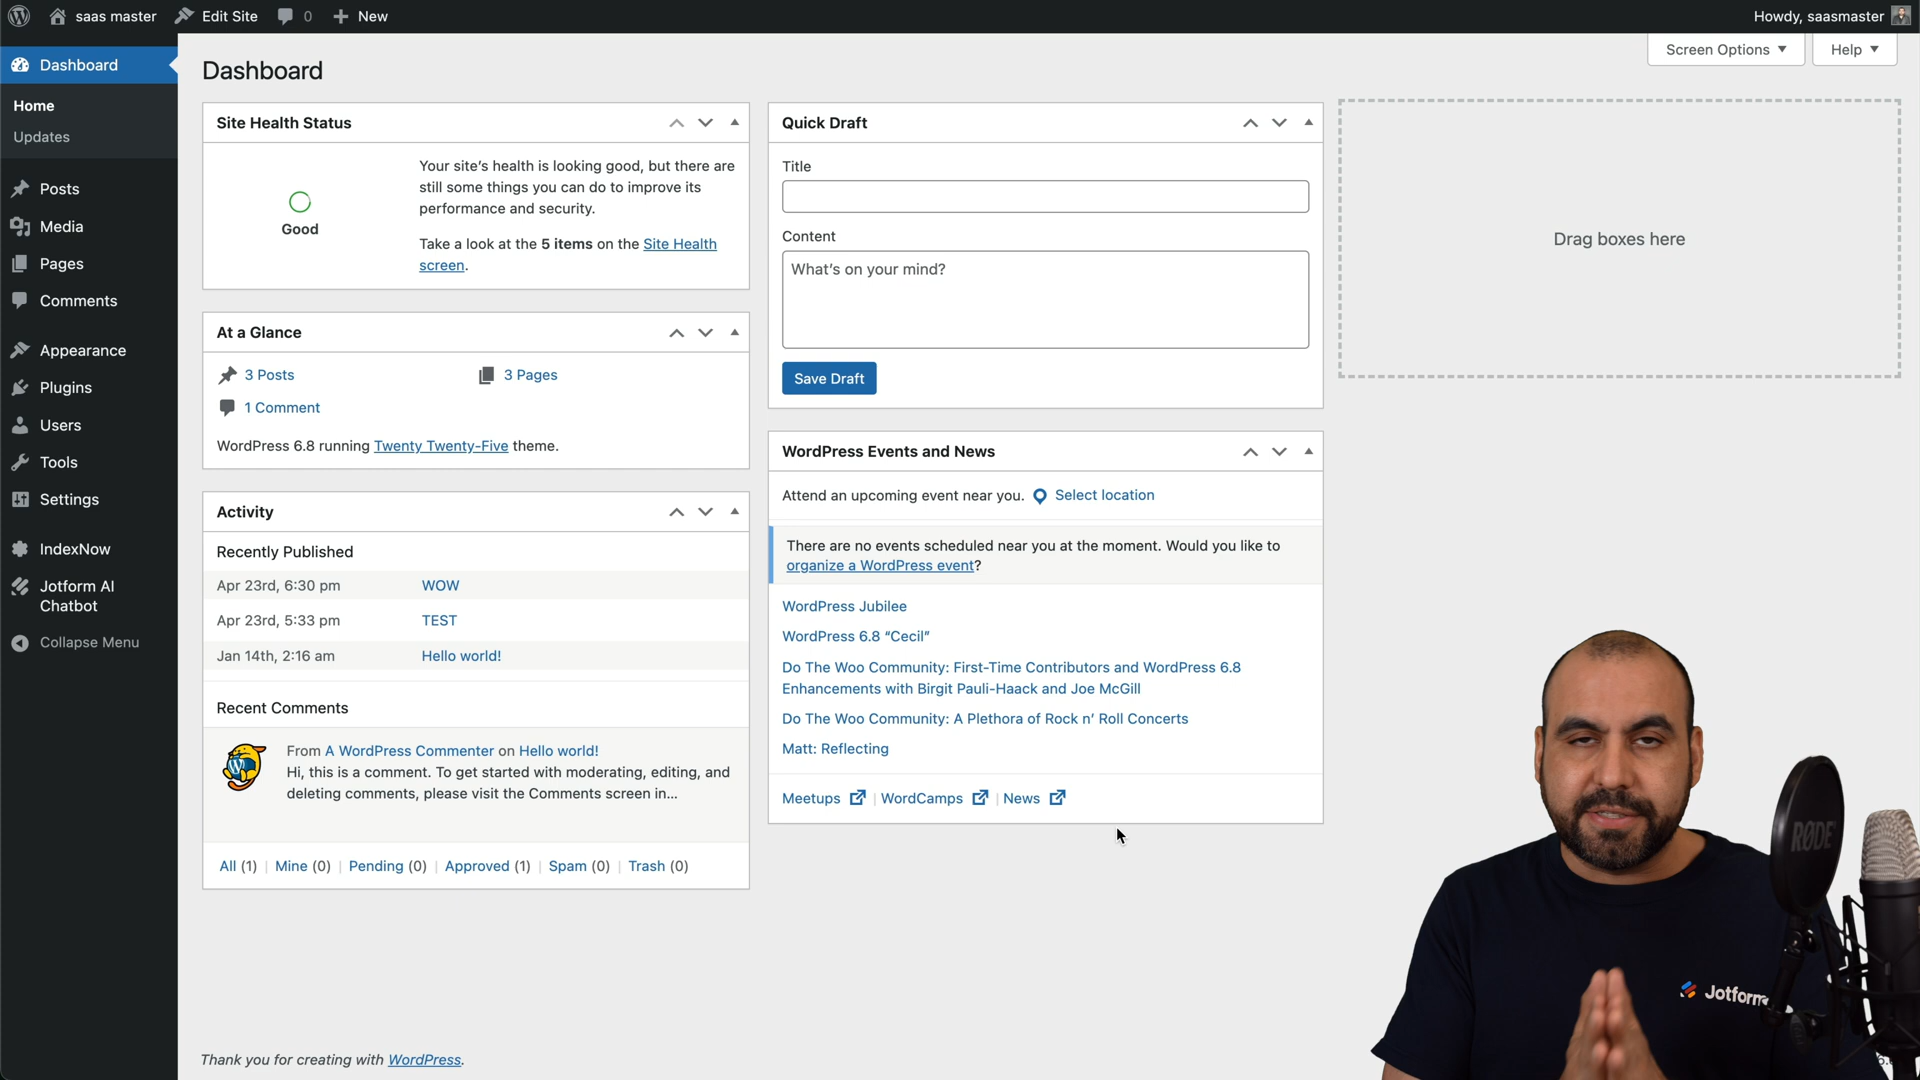 saas master
Edit Site
0
New
Howdy, saasmaster
Screen Options
Help
Dashboard
Home
Updates
Posts
Media
Pages
Comments
Appearance
Plugins
Users
Tools
Settings
IndexNow
Jotform AI
Chatbot
Collapse Menu
Dashboard
Site Health Status
Good
Your site's health is looking good, but there are
still some things you can do to improve its
performance and security.
Take a look at the 5 items on the Site Health
screen.
At a Glance
3 Posts
3 Pages
1 Comment
WordPress 6.8 running Twenty Twenty-Five theme.
Activity
Recently Published
Apr 23rd, 6:30 pm WOW
Apr 23rd, 5:33 pm TEST
Jan 14th, 2:16 am Hello world!
Recent Comments
From A WordPress Commenter on Hello world!
Hi, this is a comment. To get started with moderating, editing, and
deleting comments, please visit the Comments screen in…
All (1) | Mine (0) | Pending (0) | Approved (1) | Spam (0) | Trash (0)
Quick Draft
Title
Content
What's on your mind?
Save Draft
WordPress Events and News
Attend an upcoming event near you. Select location
There are no events scheduled near you at the moment. Would you like to
organize a WordPress event?
WordPress Jubilee
WordPress 6.8 “Cecil”
Do The Woo Community: First-Time Contributors and WordPress 6.8
Enhancements with Birgit Pauli-Haack and Joe McGill
Do The Woo Community: A Plethora of Rock n' Roll Concerts
Matt: Reflecting
Meetups | WordCamps | News
Drag boxes here
RØDE
Jotform
Thank you for creating with WordPress.